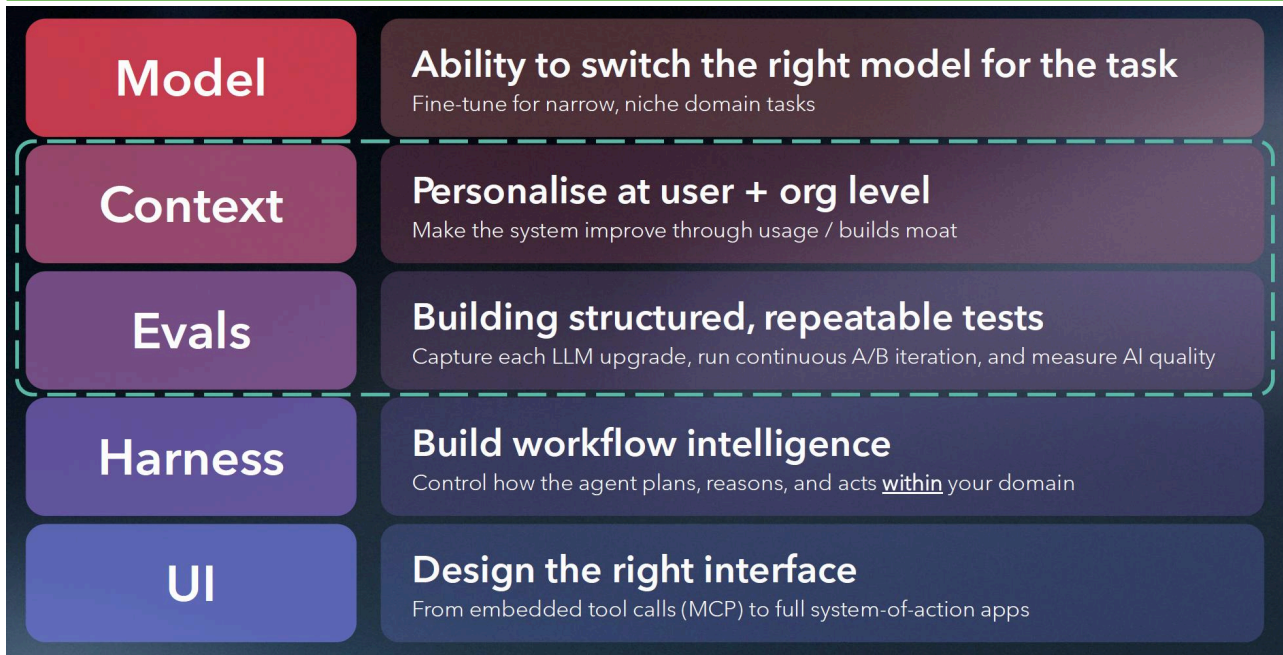 Model
Ability to switch the right model for the task
Fine-tune for narrow, niche domain tasks
Context
Personalise at user + org level
Make the system improve through usage / builds moat
Evals
Building structured, repeatable tests
Capture each LLM upgrade, run continuous A/B iteration, and measure AI quality
Harness
Build workflow intelligence
Control how the agent plans, reasons, and acts within your domain
UI
Design the right interface
From embedded tool calls (MCP) to full system-of-action apps